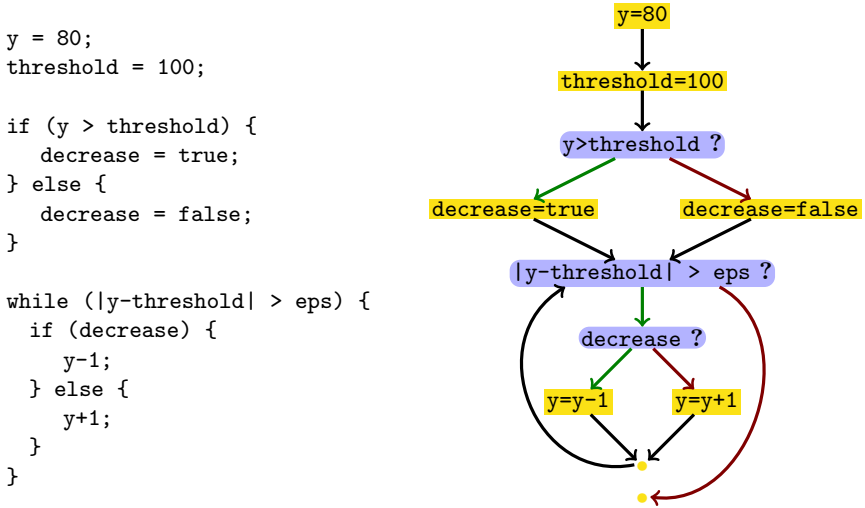 y = 80;
threshold = 100;
if (y > threshold) {
decrease = true;
} else {
decrease = false;
}
while (|y-threshold| > eps) {
if (decrease) {
y-1;
} else {
y+1;
}
}
y=80
threshold=100
y>threshold ?
decrease=true decrease=false
|y-threshold| > eps ?
decrease ?
y=y-1 y=y+1